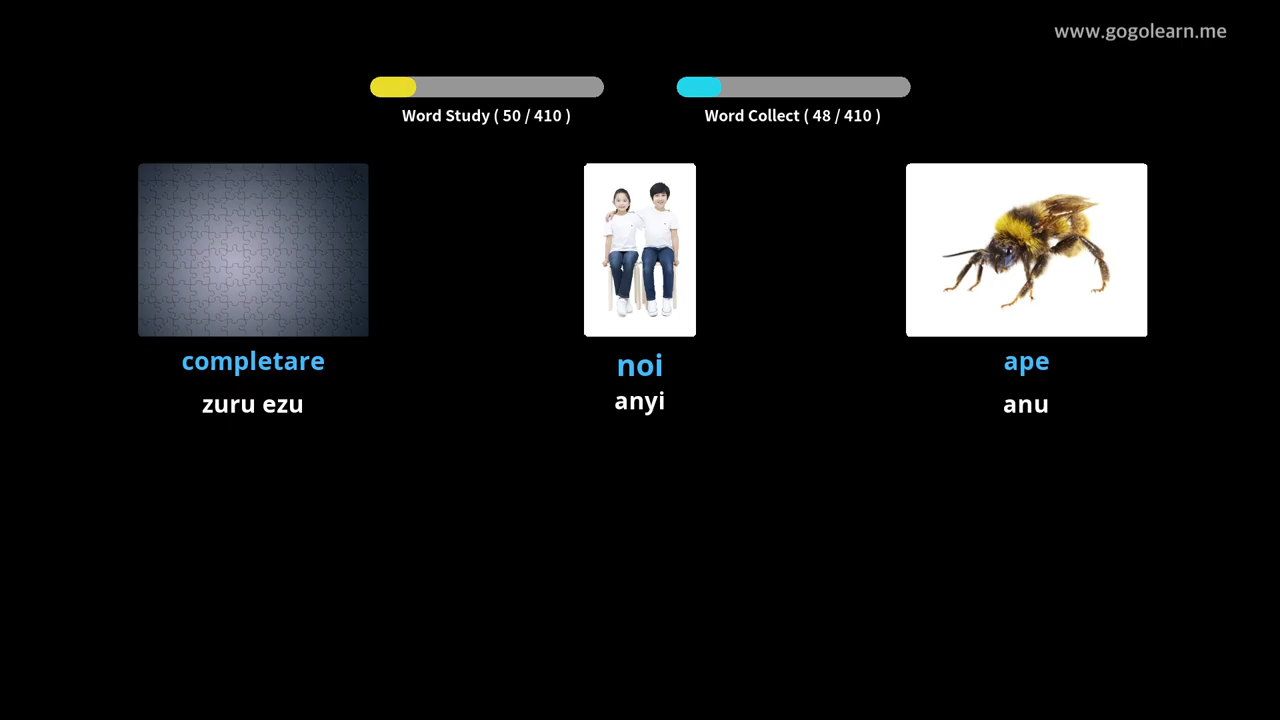 www.gogolearn.me
Word Study ( 50 / 410 )
Word Collect ( 48 / 410 )
completare
zuru ezu
noi
anyi
ape
anu